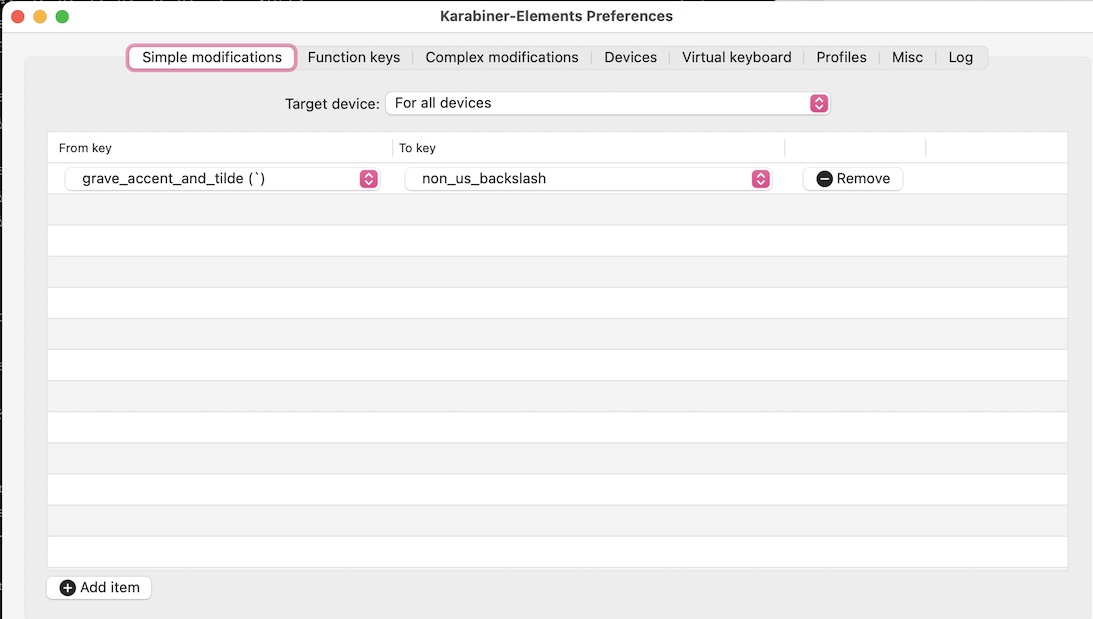 Karabiner-Elements Preferences
Simple modifications Function keys Complex modifications Devices Virtual keyboard Profiles Misc Log
Target device: For all devices
From key To key
grave_accent_and_tilde (`) non_us_backslash Remove
Add item